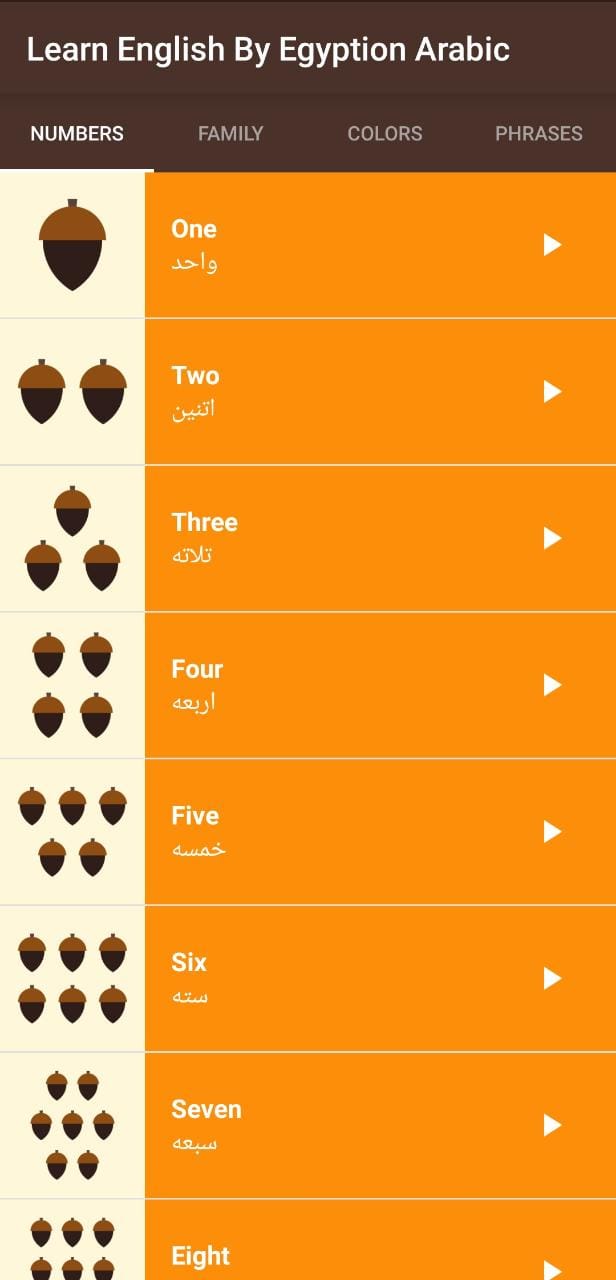 Learn English By Egyption Arabic
NUMBERS FAMILY COLORS PHRASES
One
واحد
Two
اتنين
Three
تلاته
Four
اربعه
Five
خمسه
Six
سته
Seven
سبعه
Eight